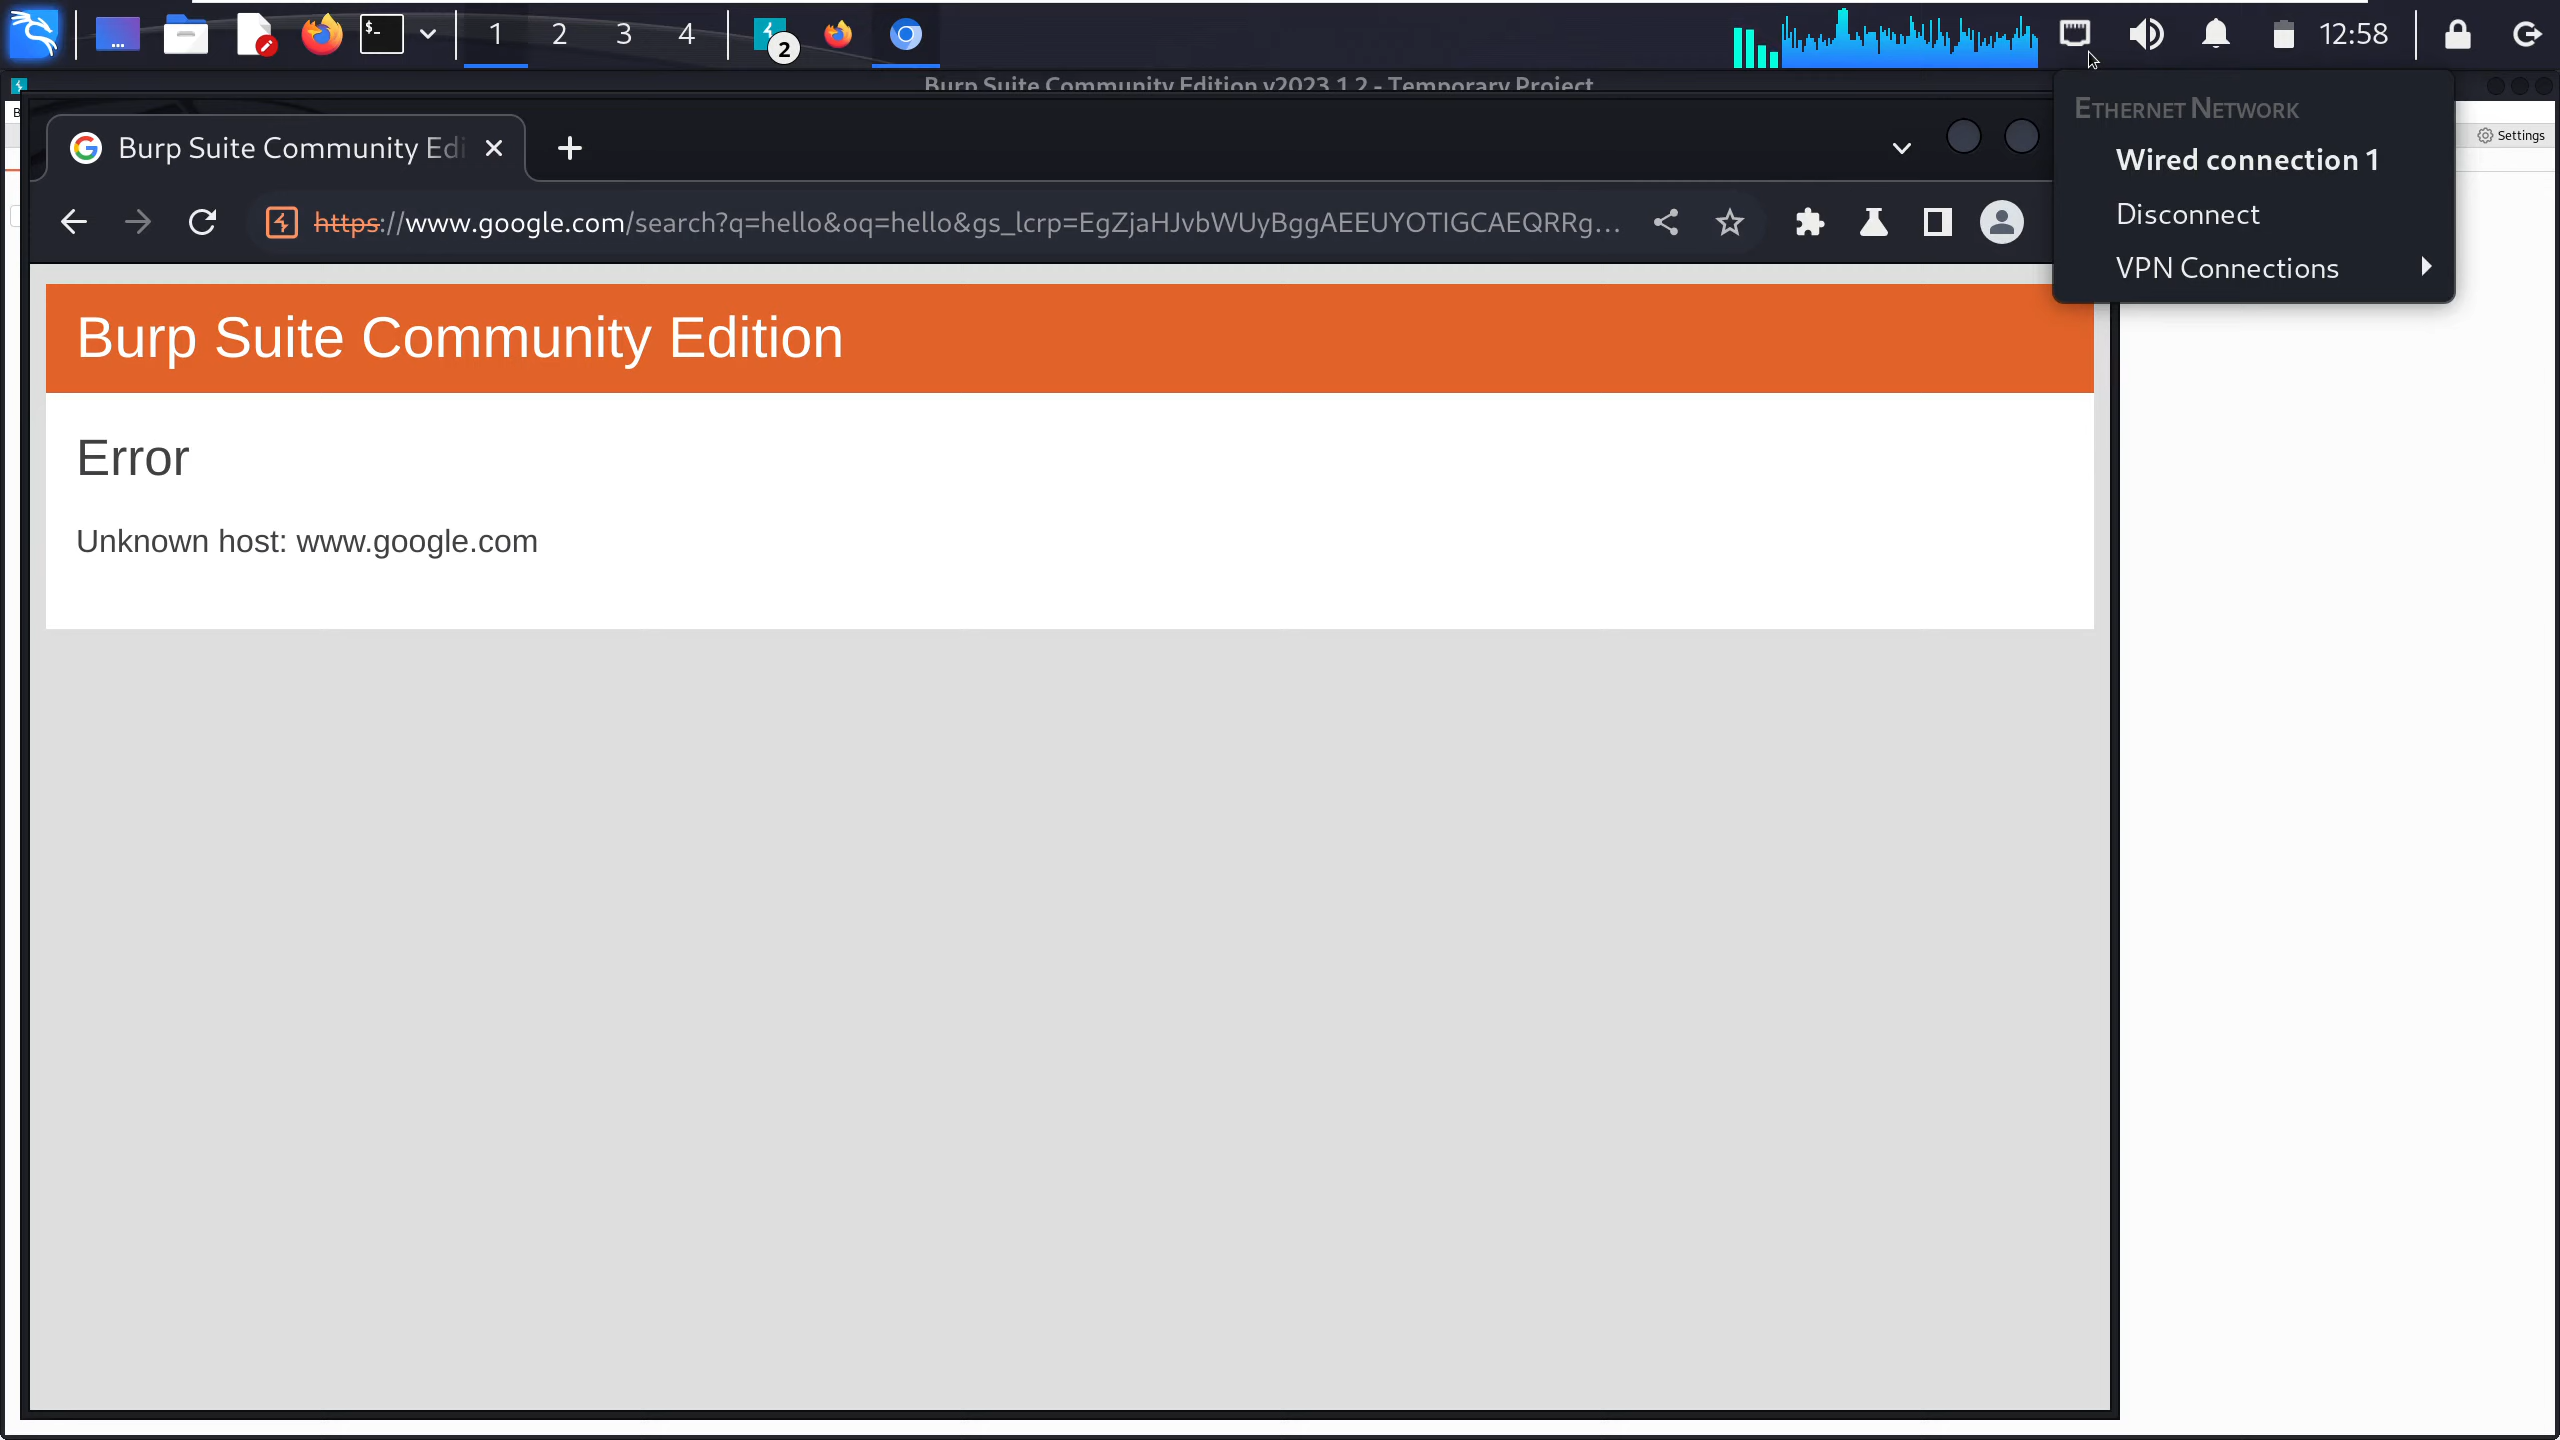 $-
1
2
3
4
2
12:58
Burp Suite Community Edition v2023.1.2 - Temporary Project
ETHERNET NETWORK
Wired connection 1
Disconnect
VPN Connections
Settings
Burp Suite Community Edi
https://www.google.com/search?q=hello&oq=hello&gs_lcrp=EgZjaHJvbWUyBggAEEUYOTIGCAEQRRg...
Burp Suite Community Edition
Error
Unknown host: www.google.com